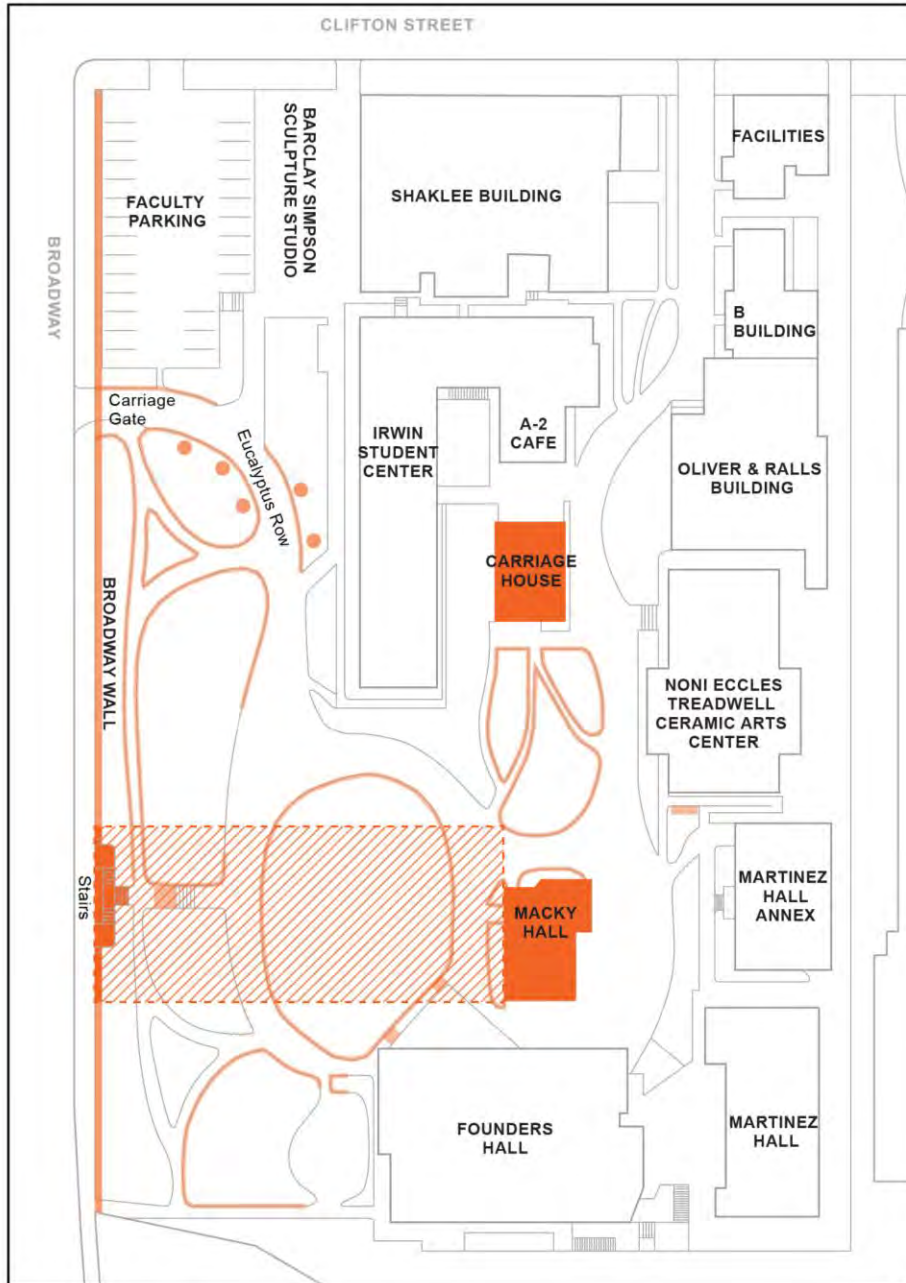 CLIFTON STREET
BROADWAY
FACULTY
PARKING
BARCLAY SIMPSON
SCULPTURE STUDIO
SHAKLEE BUILDING
FACILITIES
B
BUILDING
Carriage
Gate
Eucalyptus Row
IRWIN
STUDENT
CENTER
A-2
CAFE
OLIVER & RALLS
BUILDING
CARRIAGE
HOUSE
BROADWAY WALL
NONI ECCLES
TREADWELL
CERAMIC ARTS
CENTER
Stairs
MACKY
HALL
MARTINEZ
HALL
ANNEX
FOUNDERS
HALL
MARTINEZ
HALL